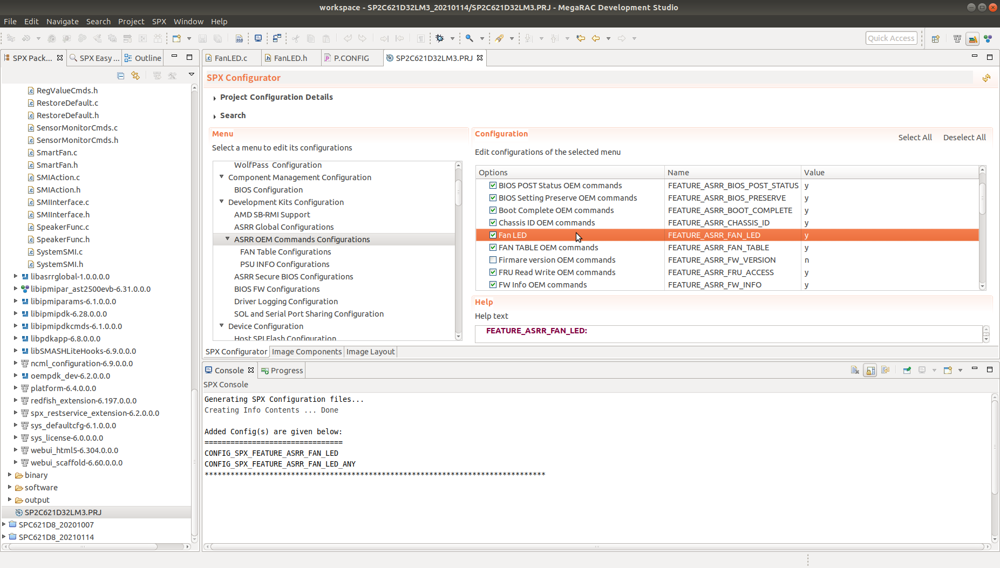 workspace - SP2C621D32LM3_20210114/SP2C621D32LM3.PRJ - MegaRAC Development Studio
File Edit Navigate Search Project SPX Window Help
Quick Access
SPX Pack... SPX Easy ... Outline
RegValueCmds.h
RestoreDefault.c
RestoreDefault.h
SensorMonitorCmds.c
SensorMonitorCmds.h
SmartFan.c
SmartFan.h
SMIAction.c
SMIAction.h
SMIInterface.c
SMIInterface.h
SpeakerFunc.c
SpeakerFunc.h
SystemSMI.c
SystemSMI.h
libasrrglobal-1.0.0.0.0
libipmipar_ast2500evb-6.31.0.0.0
libipmiparams-6.1.0.0.0
libipmipdk-6.28.0.0.0
libipmipdkcmds-6.1.0.0.0
libpdkapp-6.8.0.0.0
libSMASHLiteHooks-6.9.0.0.0
ncml_configuration-6.9.0.0.0
oempdk_dev-6.2.0.0.0
platform-6.4.0.0.0
redfish_extension-6.197.0.0.0
spx_restservice_extension-6.2.0.0.0
sys_defaultcfg-6.1.0.0.0
sys_license-6.0.0.0.0
webui_html5-6.304.0.0.0
webui_scaffold-6.60.0.0.0
binary
software
output
SP2C621D32LM3.PRJ
SPC621D8_20201007
SPC621D8_20210114
FanLED.c FanLED.h P.CONFIG SP2C621D32LM3.PRJ
SPX Configurator
Project Configuration Details
Search
Menu
Select a menu to edit its configurations
WolfPass Configuration
Component Management Configuration
BIOS Configuration
Development Kits Configuration
AMD SB-RMI Support
ASRR Global Configurations
ASRR OEM Commands Configurations
FAN Table Configurations
PSU INFO Configurations
ASRR Secure BIOS Configurations
BIOS FW Configurations
Driver Logging Configuration
SOL and Serial Port Sharing Configuration
Device Configuration
Host SPI Flash Configuration
Configuration
Select All Deselect All
Edit configurations of the selected menu
Options Name Value
BIOS POST Status OEM commands FEATURE_ASRR_BIOS_POST_STATUS y
BIOS Setting Preserve OEM commands FEATURE_ASRR_BIOS_PRESERVE y
Boot Complete OEM commands FEATURE_ASRR_BOOT_COMPLETE y
Chassis ID OEM commands FEATURE_ASRR_CHASSIS_ID y
Fan LED FEATURE_ASRR_FAN_LED y
FAN TABLE OEM commands FEATURE_ASRR_FAN_TABLE y
Firmare version OEM commands FEATURE_ASRR_FW_VERSION n
FRU Read Write OEM commands FEATURE_ASRR_FRU_ACCESS y
FW Info OEM commands FEATURE_ASRR_FW_INFO y
Help
Help text
FEATURE_ASRR_FAN_LED:
SPX Configurator Image Components Image Layout
Console Progress
SPX Console
Generating SPX Configuration files...
Creating Info Contents ... Done
Added Config(s) are given below:
================================
CONFIG_SPX_FEATURE_ASRR_FAN_LED
CONFIG_SPX_FEATURE_ASRR_FAN_LED_ANY
*******************************************************************************